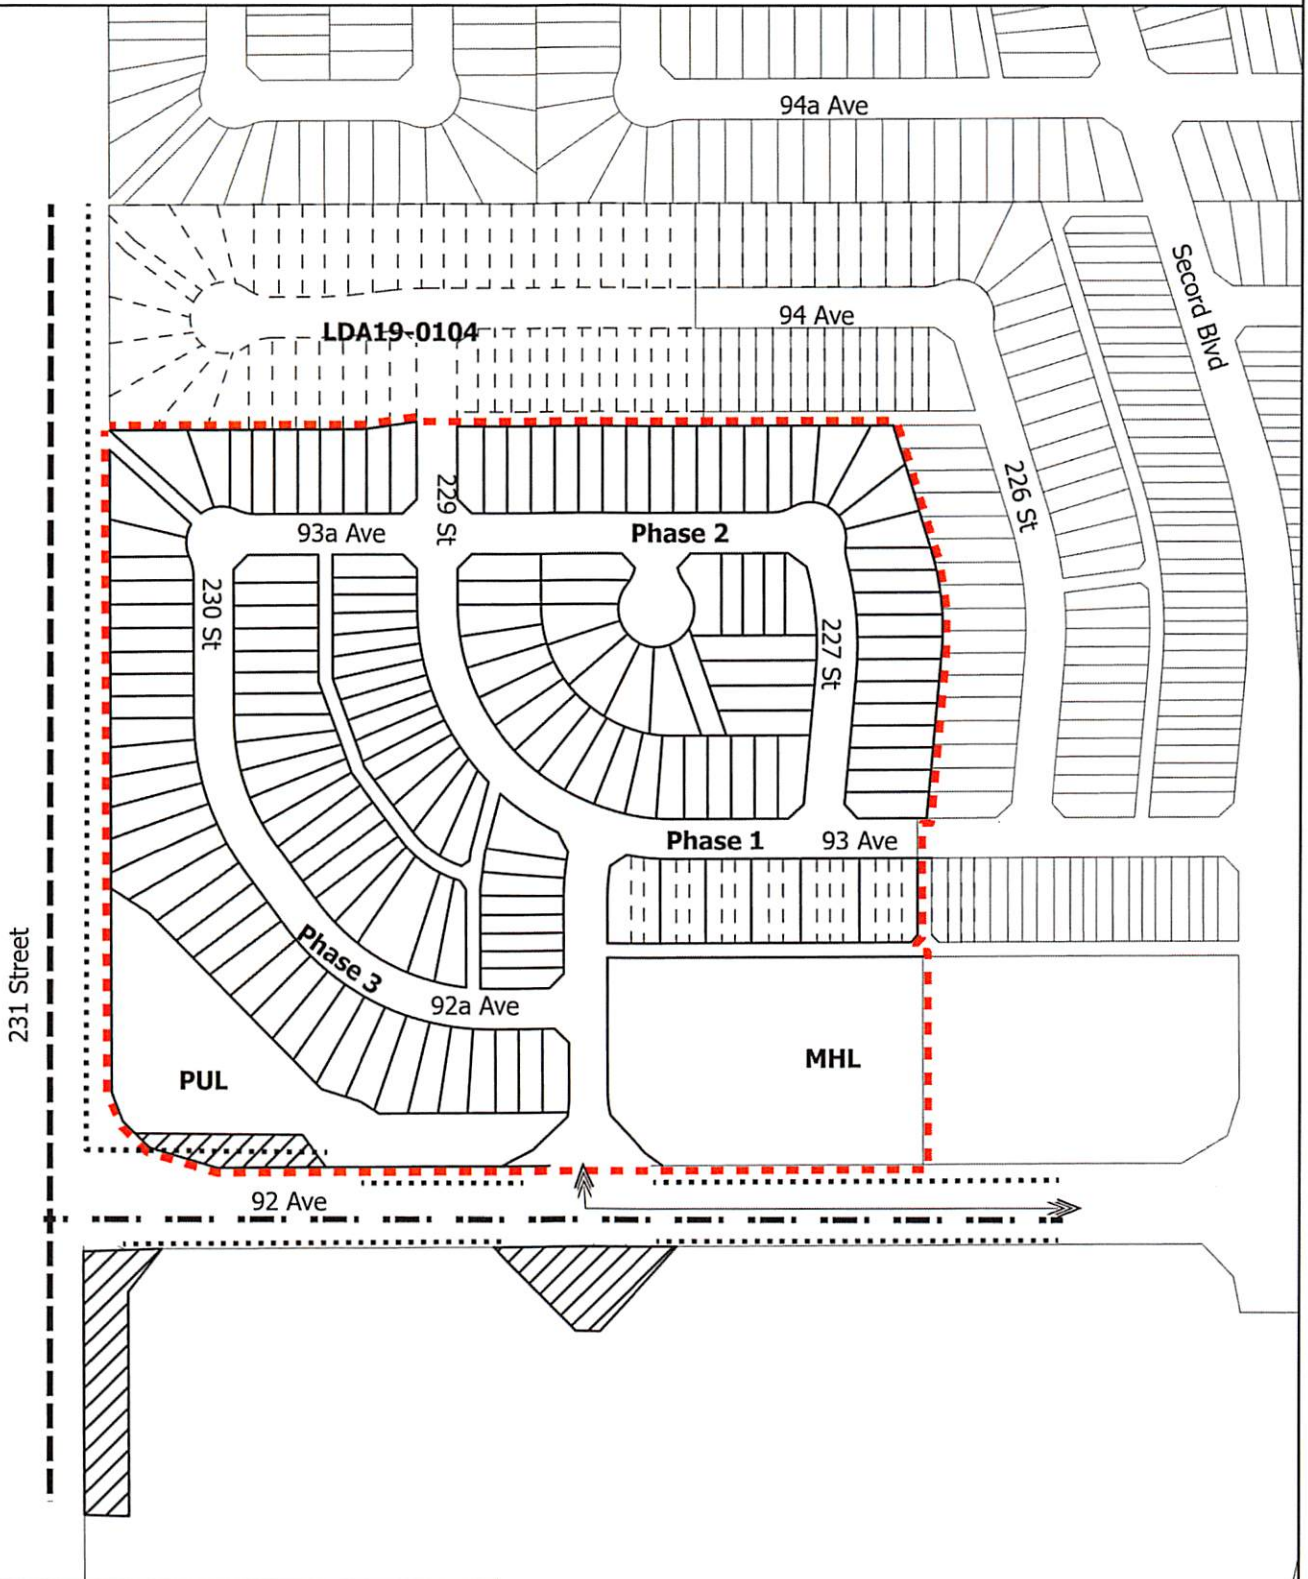 94a Ave
Second Blvd
94 Ave
LDA19-0104
226 St
229 St
93a Ave
Phase 2
230 St
227 St
Phase 1
93 Ave
231 Street
Phase 3
92a Ave
MHL
PUL
92 Ave